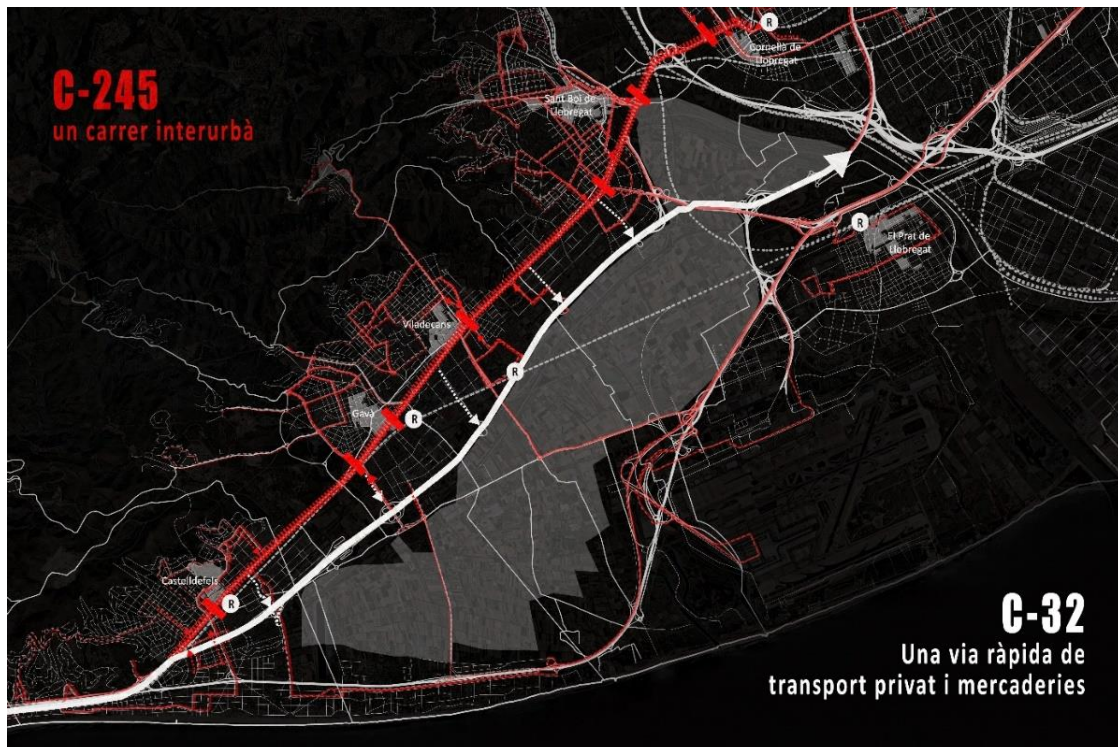 C-245
un carrer interurbà
R
Cornellà de
Llobregat
Sant Boi de
Llobregat
R
El Prat de
Llobregat
Viladecans
R
Gavà
R
Castelldefels
R
C-32
Una via ràpida de
transport privat i mercaderies